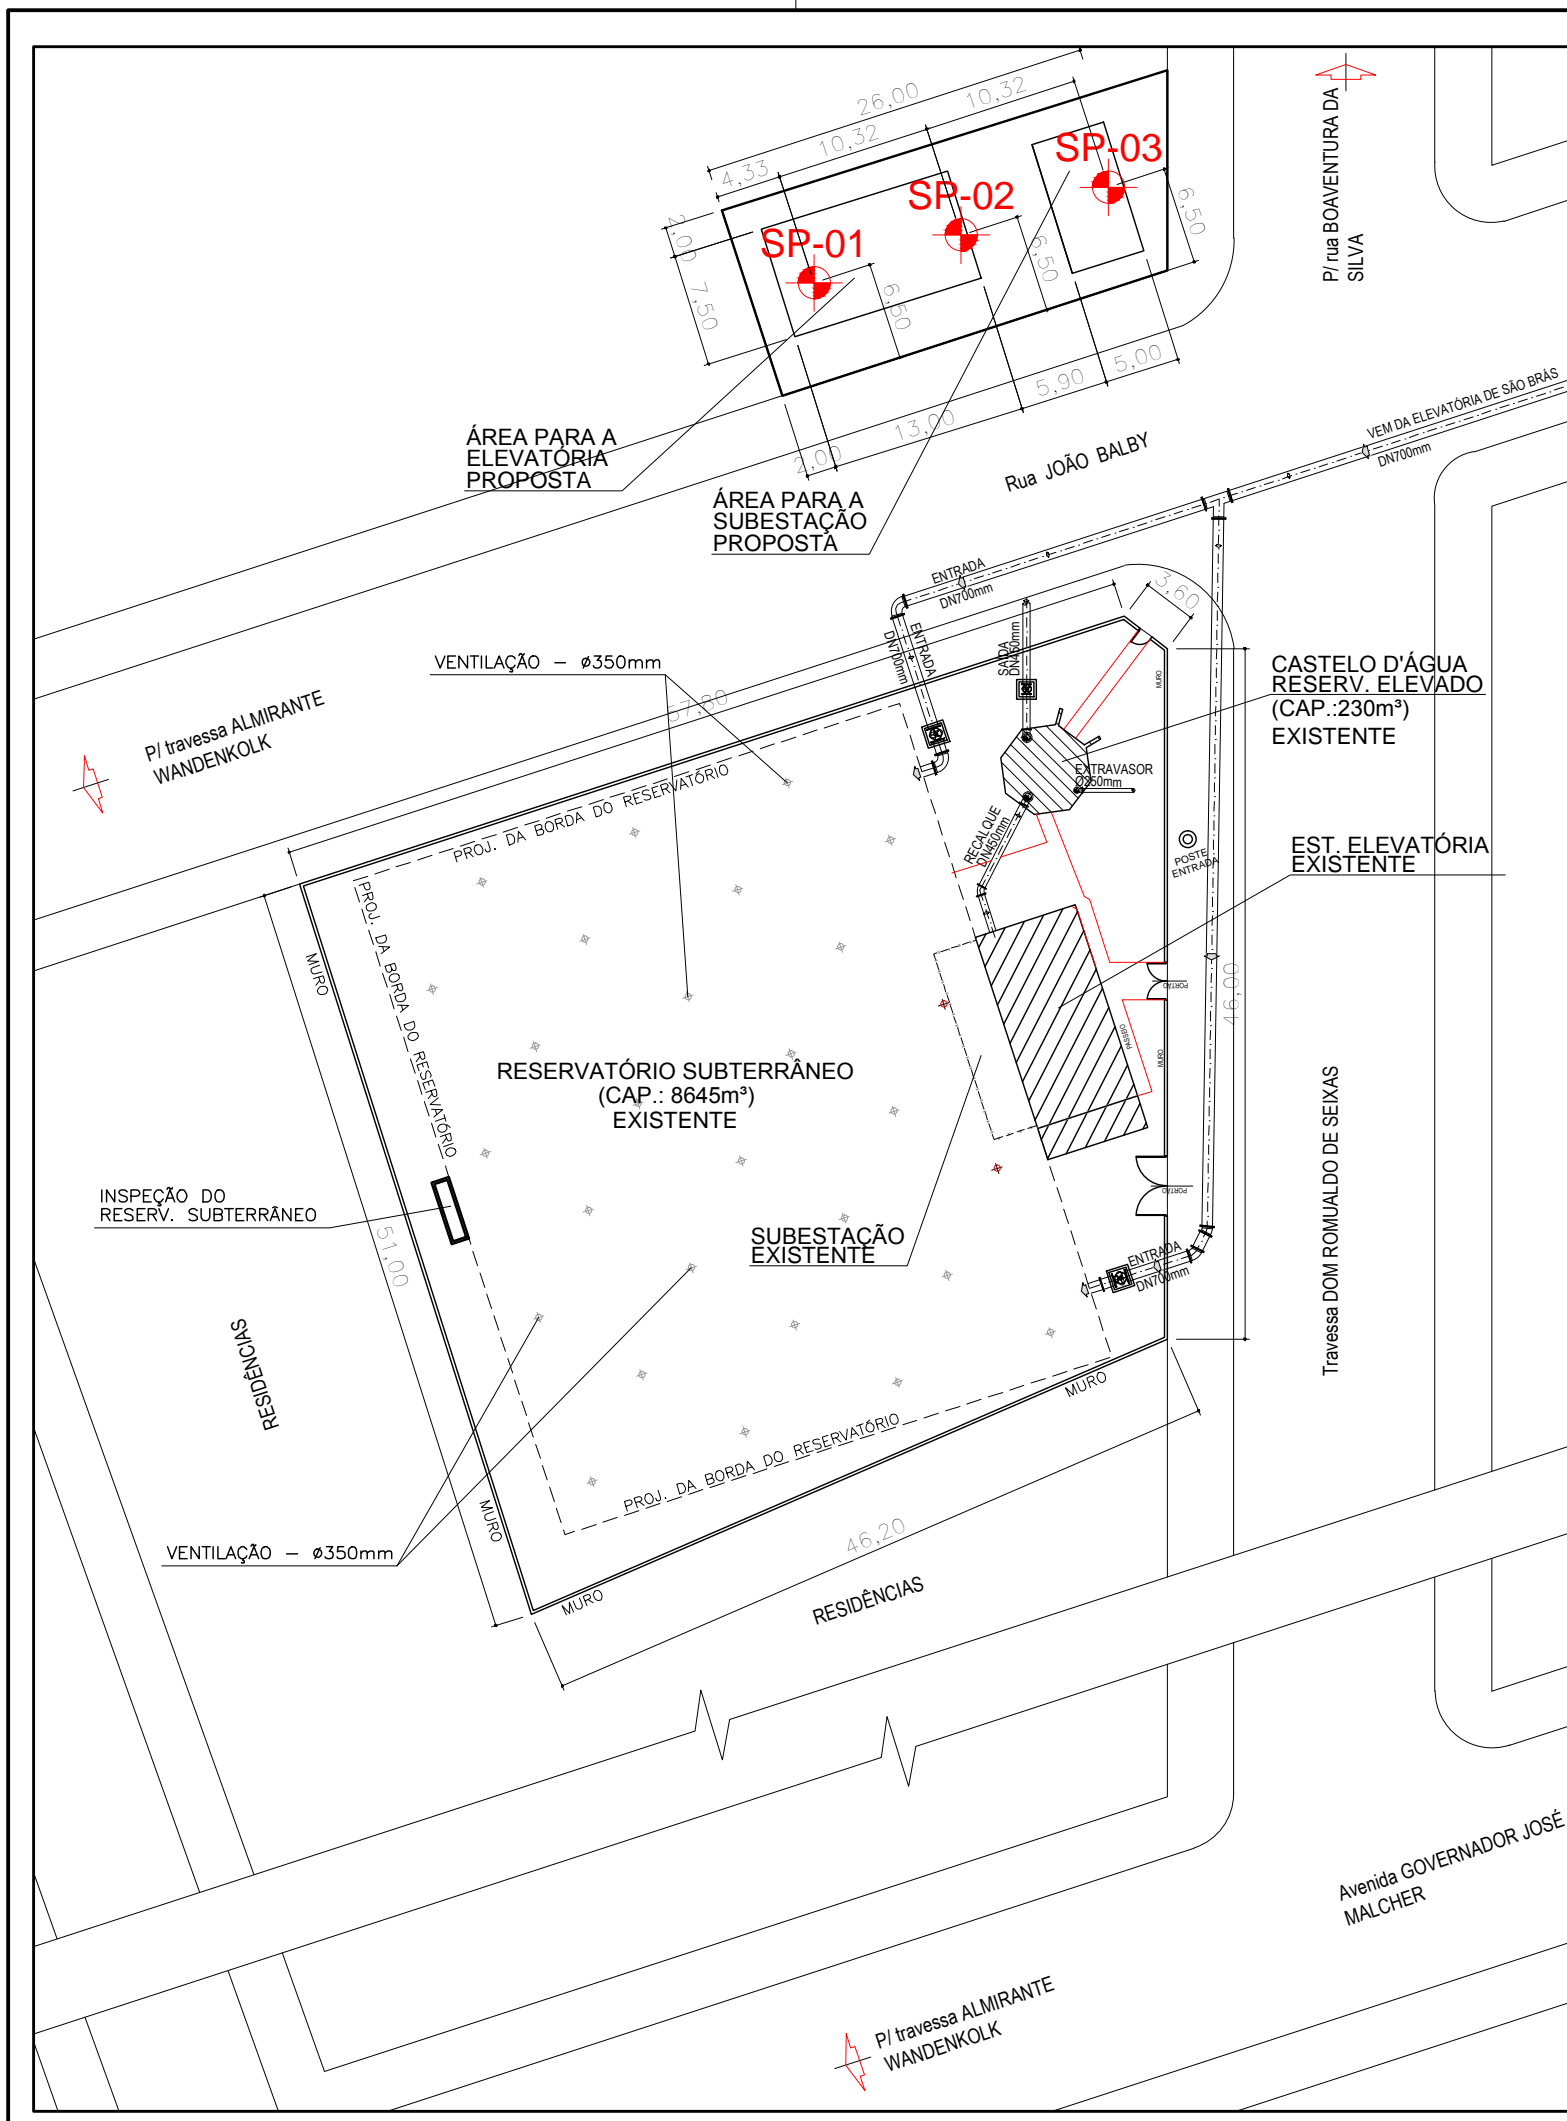 26,00
10,32
10,32
4,33
SP-03
SP-02
SP-01
2,00
7,50
6,50
6,50
6,50
5,00
5,90
13,00
2,00
P/ rua BOAVENTURA DA
SILVA
ÁREA PARA A
ELEVATÓRIA
PROPOSTA
ÁREA PARA A
SUBESTAÇÃO
PROPOSTA
Rua JOÃO BALBY
VEM DA ELEVATÓRIA DE SÃO BRÁS
DN700mm
ENTRADA
DN700mm
ENTRADA
DN700mm
SAÍDA
DN450mm
3,60
MURO
VENTILAÇÃO – Ø350mm
57,80
P/ travessa ALMIRANTE
WANDENKOLK
CASTELO D'ÁGUA
RESERV. ELEVADO
(CAP.:230m³)
EXISTENTE
EXTRAVASOR
Ø250mm
RECALQUE
DN450mm
PROJ. DA BORDA DO RESERVATÓRIO
PROJ. DA BORDA DO RESERVATÓRIO
POSTE
ENTRADA
EST. ELEVATÓRIA
EXISTENTE
MURO
PORTÃO
46,00
PASSEIO
MURO
RESERVATÓRIO SUBTERRÂNEO
(CAP.: 8645m³)
EXISTENTE
Travessa DOM ROMUALDO DE SEIXAS
PORTÃO
INSPEÇÃO DO
RESERV. SUBTERRÂNEO
51,00
SUBESTAÇÃO
EXISTENTE
ENTRADA
DN700mm
RESIDÊNCIAS
MURO
PROJ. DA BORDA DO RESERVATÓRIO
MURO
46,20
VENTILAÇÃO – Ø350mm
MURO
RESIDÊNCIAS
Avenida GOVERNADOR JOSÉ
MALCHER
P/ travessa ALMIRANTE
WANDENKOLK